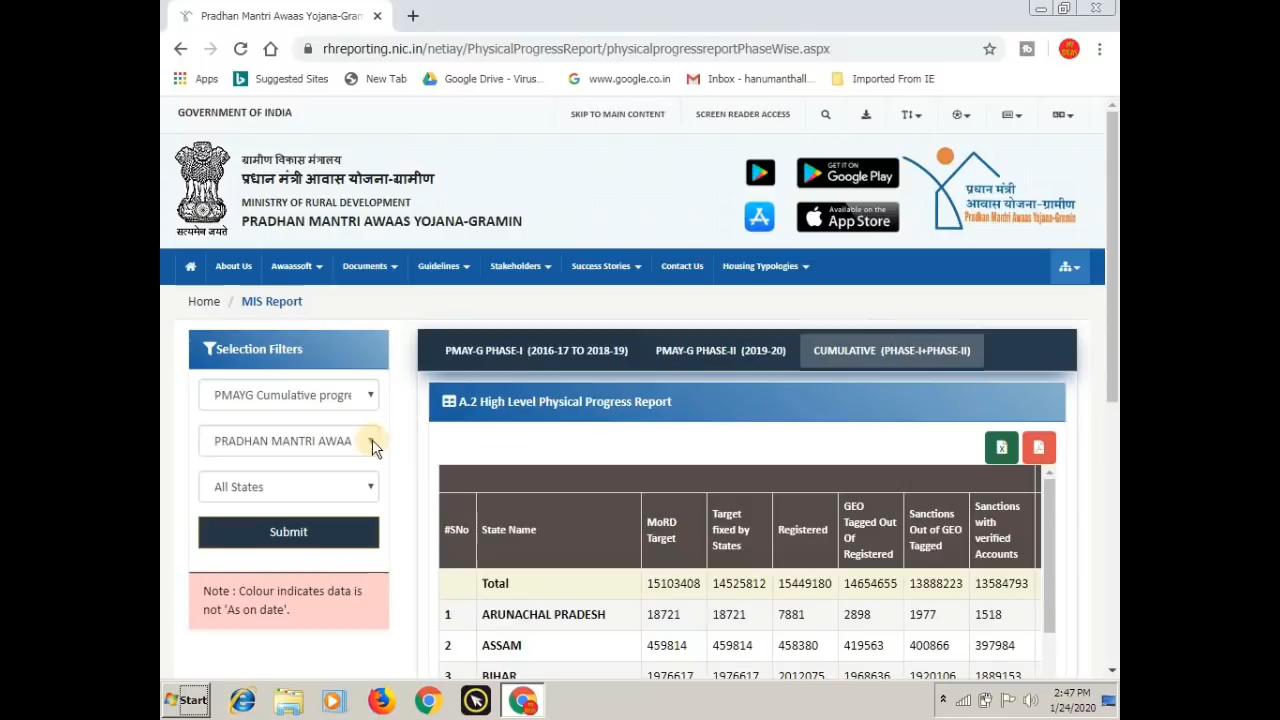 Pradhan Mantri Awaas Yojana-Gram
rhreporting.nic.in/netiay/PhysicalProgressReport/physicalprogressreportPhaseWise.aspx
Apps Suggested Sites New Tab Google Drive - Virus... www.google.co.in Inbox - hanumanthall... Imported From IE
GOVERNMENT OF INDIA SKIP TO MAIN CONTENT SCREEN READER ACCESS
ग्रामीण विकास मंत्रालय
प्रधान मंत्री आवास योजना-ग्रामीण
MINISTRY OF RURAL DEVELOPMENT
PRADHAN MANTRI AWAAS YOJANA-GRAMIN
सत्यमेव जयते
GET IT ON
Google Play
Available on the
App Store
प्रधान मंत्री
आवास योजना-ग्रामीण
Pradhan Mantri Awaas Yojana-Gramin
About Us Awaassoft Documents Guidelines Stakeholders Success Stories Contact Us Housing Typologies
Home / MIS Report
Selection Filters
PMAYG Cumulative progre
PRADHAN MANTRI AWAA
All States
Submit
Note : Colour indicates data is
not 'As on date'.
PMAY-G PHASE-I (2016-17 TO 2018-19) PMAY-G PHASE-II (2019-20) CUMULATIVE (PHASE-I+PHASE-II)
A.2 High Level Physical Progress Report
#SNo State Name MoRD Target Target fixed by States Registered GEO Tagged Out Of Registered Sanctions Out of GEO Tagged Sanctions with verified Accounts
Total 15103408 14525812 15449180 14654655 13888223 13584793
1 ARUNACHAL PRADESH 18721 18721 7881 2898 1977 1518
2 ASSAM 459814 459814 458380 419563 400866 397984
3 BIHAR 1976617 1976617 2012075 1968636 1920106 1889153
Start
2:47 PM
1/24/2020